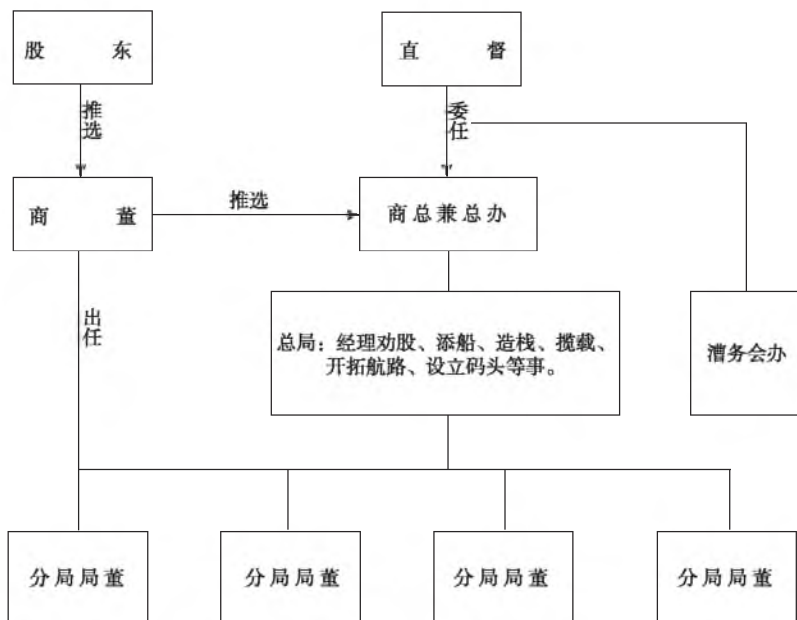 股东
直督
推选
委任
商董
推选
商总兼总办
出任
总局：经理劝股、添船、造栈、揽载、
开拓航路、设立码头等事。
漕务会办
分局局董
分局局董
分局局董
分局局董